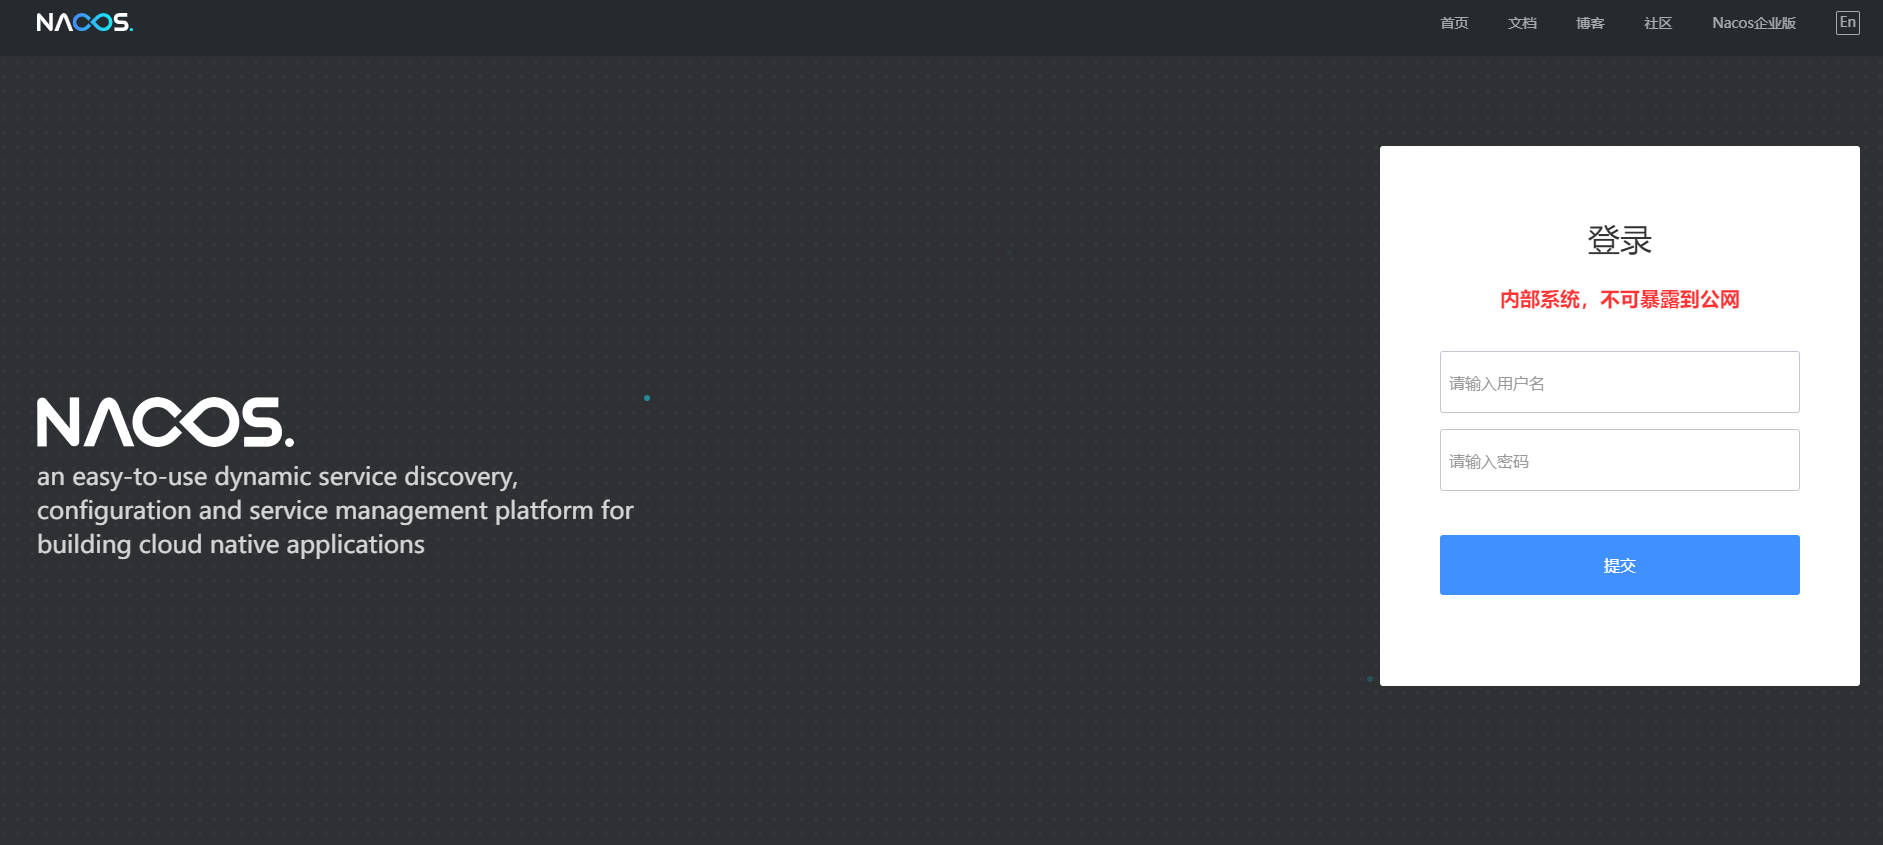 NACOS.
首页 文档 博客 社区 Nacos企业版 En
登录
内部系统，不可暴露到公网
请输入用户名
请输入密码
提交
NACOS.
an easy-to-use dynamic service discovery,
configuration and service management platform for
building cloud native applications